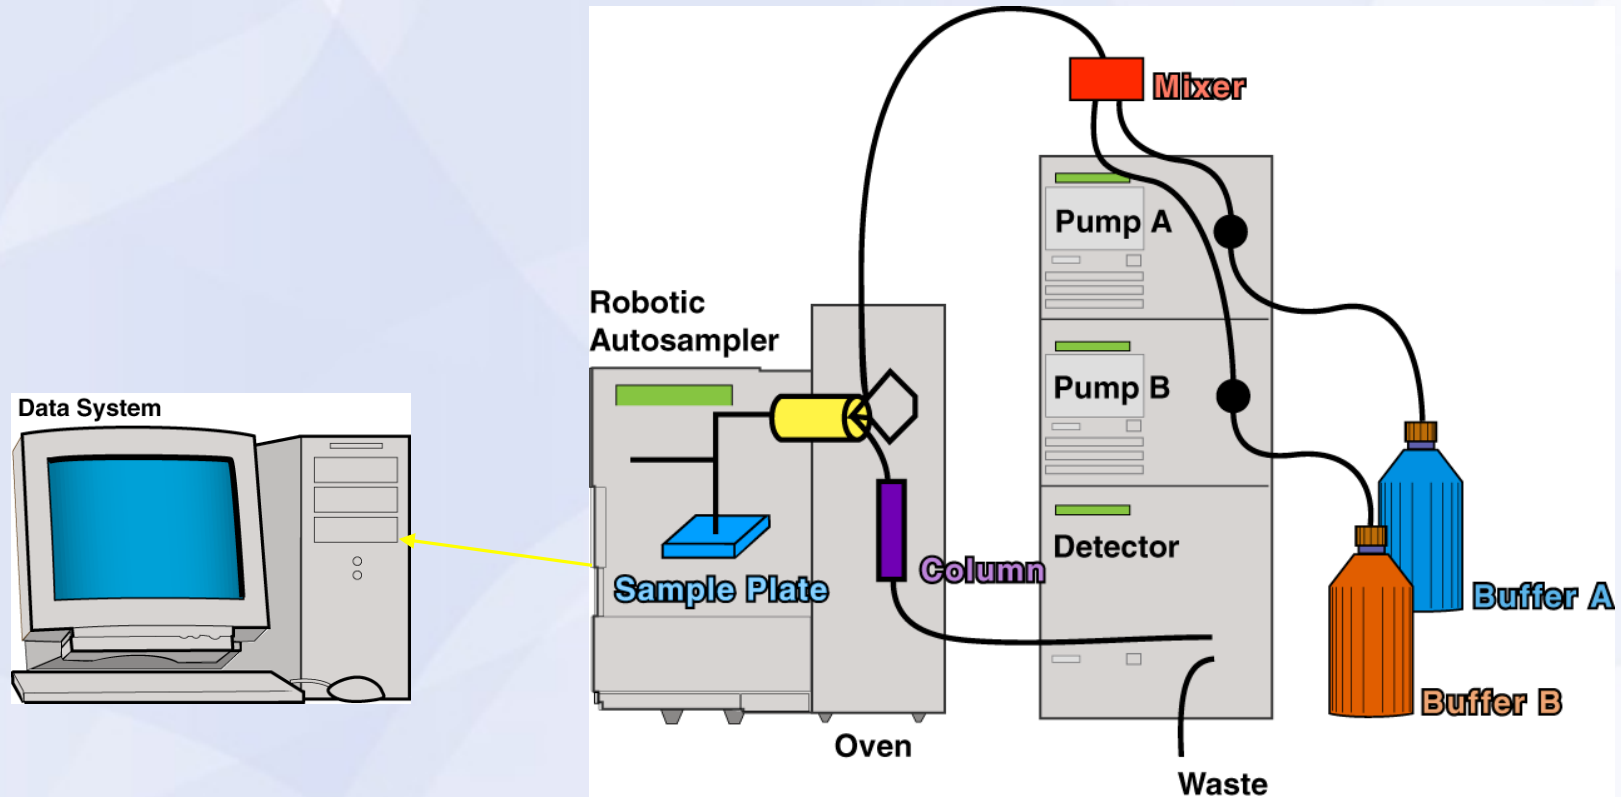 Mixer
Pump A
Robotic
Autosampler
Pump B
Data System
Detector
Column
Sample Plate
Buffer A
Buffer B
Oven
Waste